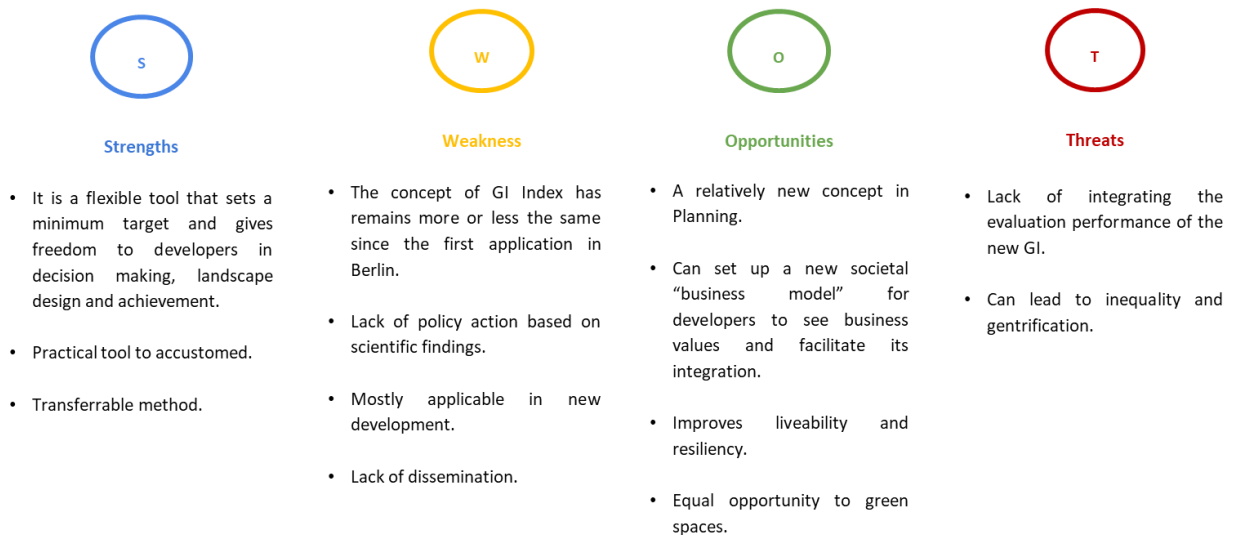 S
Strengths
• It is a flexible tool that sets a
minimum target and gives
freedom to developers in
decision making, landscape
design and achievement.
• Practical tool to accustomed.
• Transferrable method.
W
Weakness
• The concept of GI Index has
remains more or less the same
since the first application in
Berlin.
• Lack of policy action based on
scientific findings.
• Mostly applicable in new
development.
• Lack of dissemination.
O
Opportunities
• A relatively new concept in
Planning.
• Can set up a new societal
“business model” for
developers to see business
values and facilitate its
integration.
• Improves liveability and
resiliency.
• Equal opportunity to green
spaces.
T
Threats
• Lack of integrating the
evaluation performance of the
new GI.
• Can lead to inequality and
gentrification.